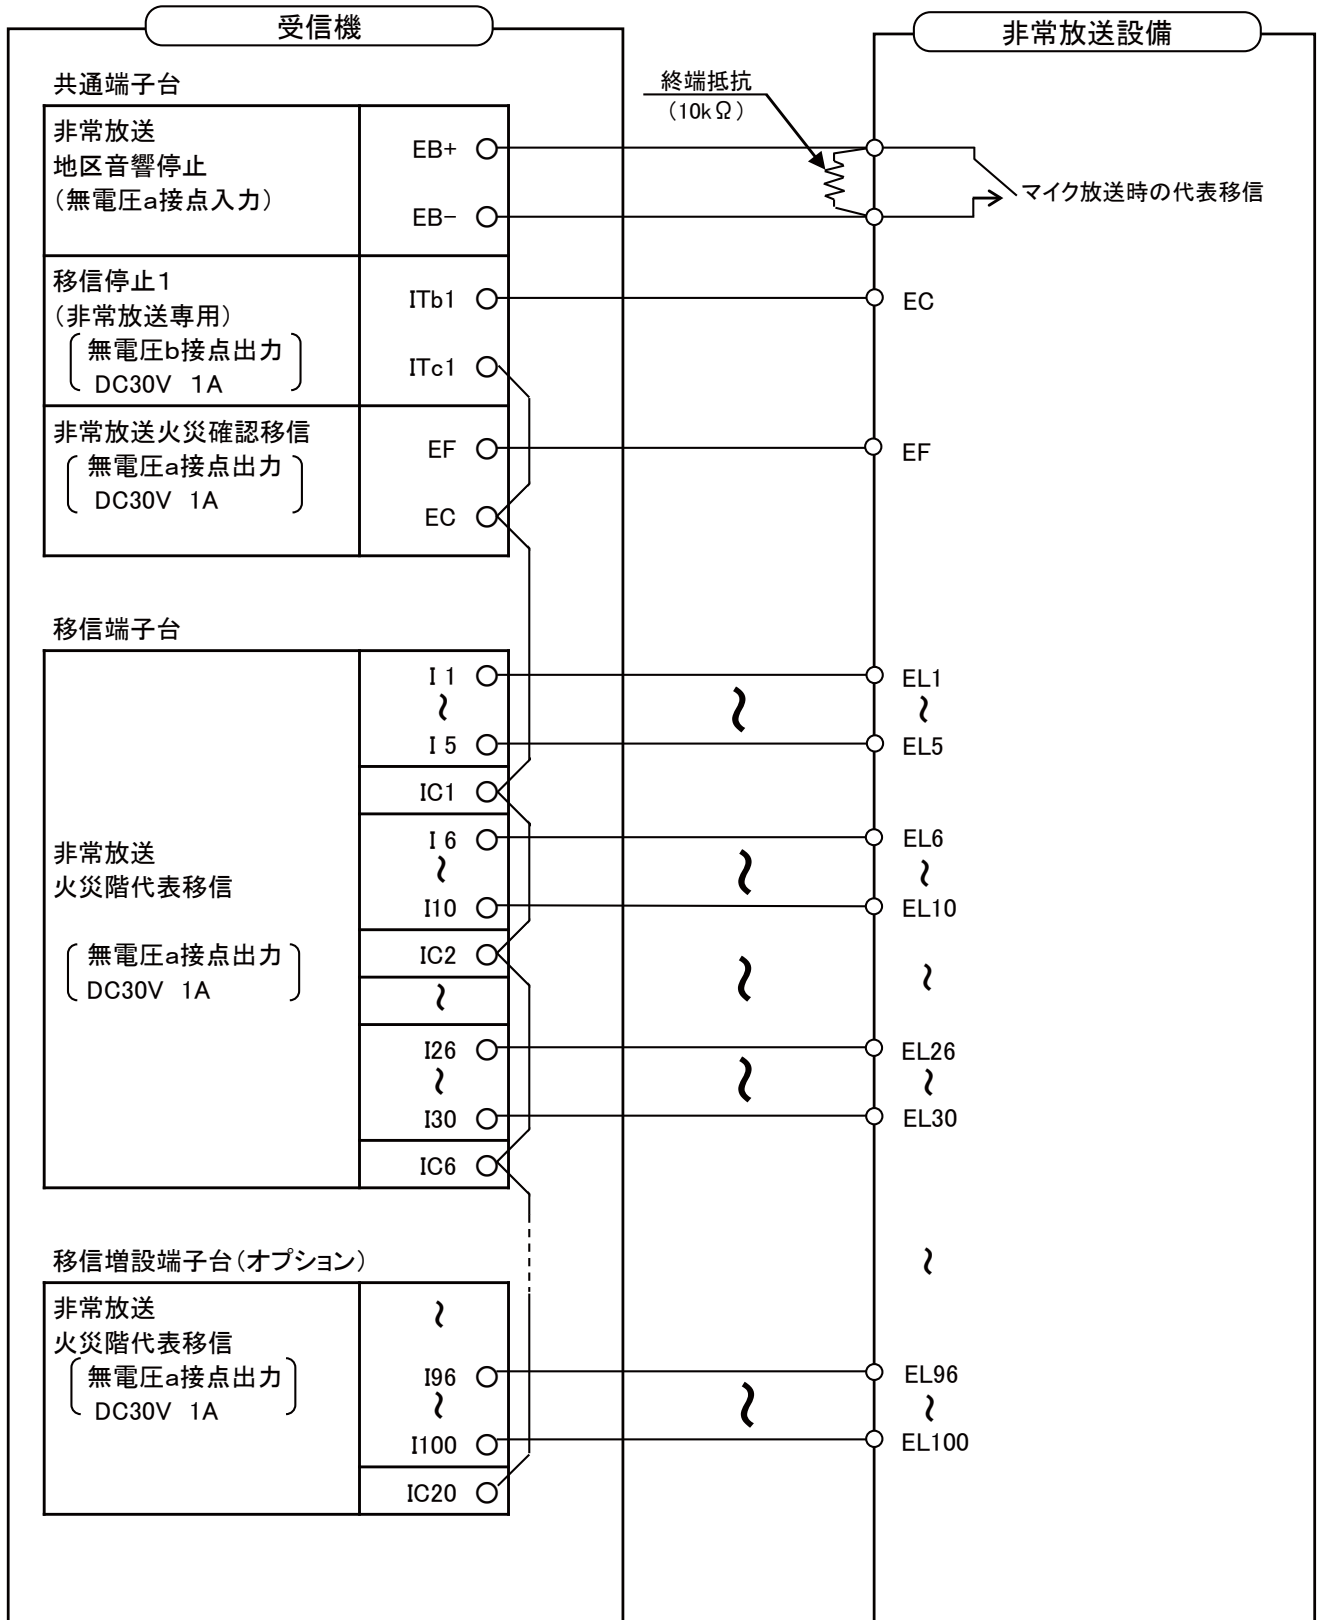 受信機
非常放送設備
共通端子台
終端抵抗
(10kΩ)
非常放送
地区音響停止
(無電圧a接点入力)
EB+
EB-
マイク放送時の代表移信
移信停止1
(非常放送専用)
無電圧b接点出力
DC30V 1A
ITb1
ITc1
EC
非常放送火災確認移信
無電圧a接点出力
DC30V 1A
EF
EC
EF
移信端子台
非常放送
火災階代表移信
無電圧a接点出力
DC30V 1A
I 1
~
I 5
IC1
I 6
~
I10
IC2
~
I26
~
I30
IC6
~
~
~
~
EL1
~
EL5
EL6
~
EL10
~
EL26
~
EL30
~
移信増設端子台(オプション)
非常放送
火災階代表移信
無電圧a接点出力
DC30V 1A
~
I96
~
I100
IC20
~
EL96
~
EL100